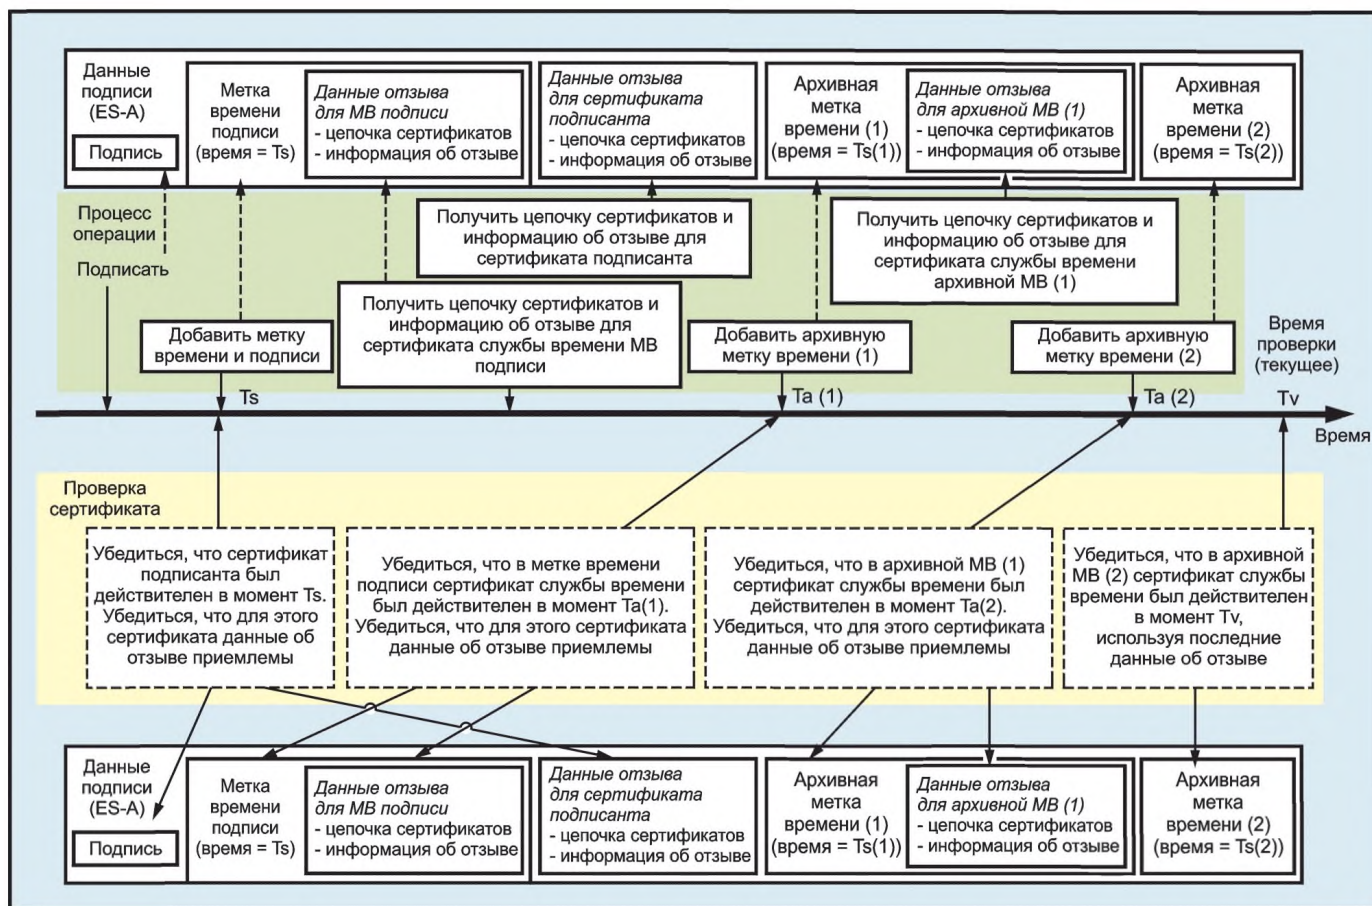 Данные
подписи
(ES-A)
Подпись
Метка
времени
подписи
(время = Ts)
Данные отзыва
для МВ подписи
- цепочка сертификатов
- информация об отзыве
Данные отзыва
для сертификата
подписанта
- цепочка сертификатов
- информация об отзыве
Архивная
метка
времени (1)
(время = Ts(1))
Данные отзыва
для архивной МВ (1)
- цепочка сертификатов
- информация об отзыве
Архивная
метка
времени (2)
(время = Ts(2))
Процесс
операции
Подписать
Получить цепочку сертификатов и
информацию об отзыве для
сертификата подписанта
Получить цепочку сертификатов и
информацию об отзыве для
сертификата службы времени
архивной МВ (1)
Добавить метку
времени и подписи
Получить цепочку сертификатов и
информацию об отзыве для
сертификата службы времени МВ
подписи
Добавить архивную
метку времени (1)
Добавить архивную
метку времени (2)
Время
проверки
(текущее)
Ts
Ta (1)
Ta (2)
Tv
Время
Проверка
сертификата
Убедиться, что сертификат
подписанта был
действителен в момент Ts.
Убедиться, что для этого
сертификата данные об
отзыве приемлемы
Убедиться, что в метке времени
подписи сертификат службы времени
был действителен в момент Ta(1).
Убедиться, что для этого сертификата
данные об отзыве приемлемы
Убедиться, что в архивной МВ (1)
сертификат службы времени был
действителен в момент Ta(2).
Убедиться, что для этого сертификата
данные об отзыве приемлемы
Убедиться, что в архивной
МВ (2) сертификат службы
времени был действителен
в момент Tv,
используя последние
данные об отзыве
Данные
подписи
(ES-A)
Подпись
Метка
времени
подписи
(время = Ts)
Данные отзыва
для МВ подписи
- цепочка сертификатов
- информация об отзыве
Данные отзыва
для сертификата
подписанта
- цепочка сертификатов
- информация об отзыве
Архивная
метка
времени (1)
(время = Ts(1))
Данные отзыва
для архивной МВ (1)
- цепочка сертификатов
- информация об отзыве
Архивная
метка
времени (2)
(время = Ts(2))